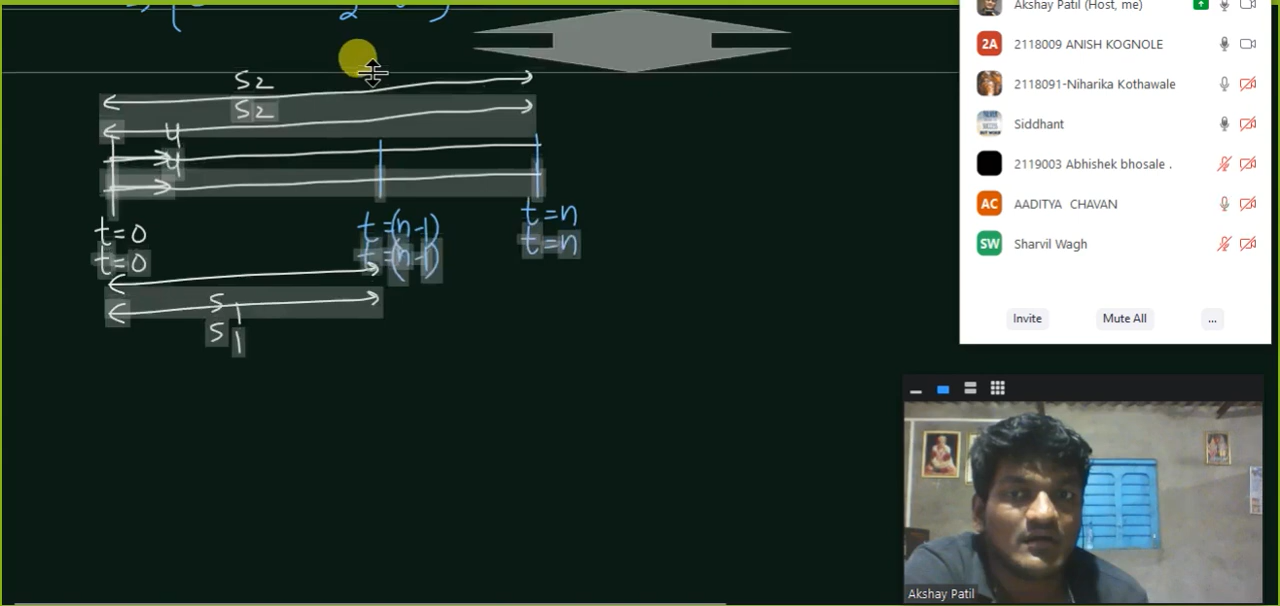 Akshay Patil (Host, me)
2A 2118009 ANISH KOGNOLE
2118091-Niharika Kothawale
Siddhant
2119003 Abhishek bhosale .
AC AADITYA CHAVAN
SW Sharvil Wagh
Invite Mute All ...
S2
S2
u
u
t=0
t=(n-1)
t=n
t=0
t=(n-1)
t=n
S1
S1
Akshay Patil